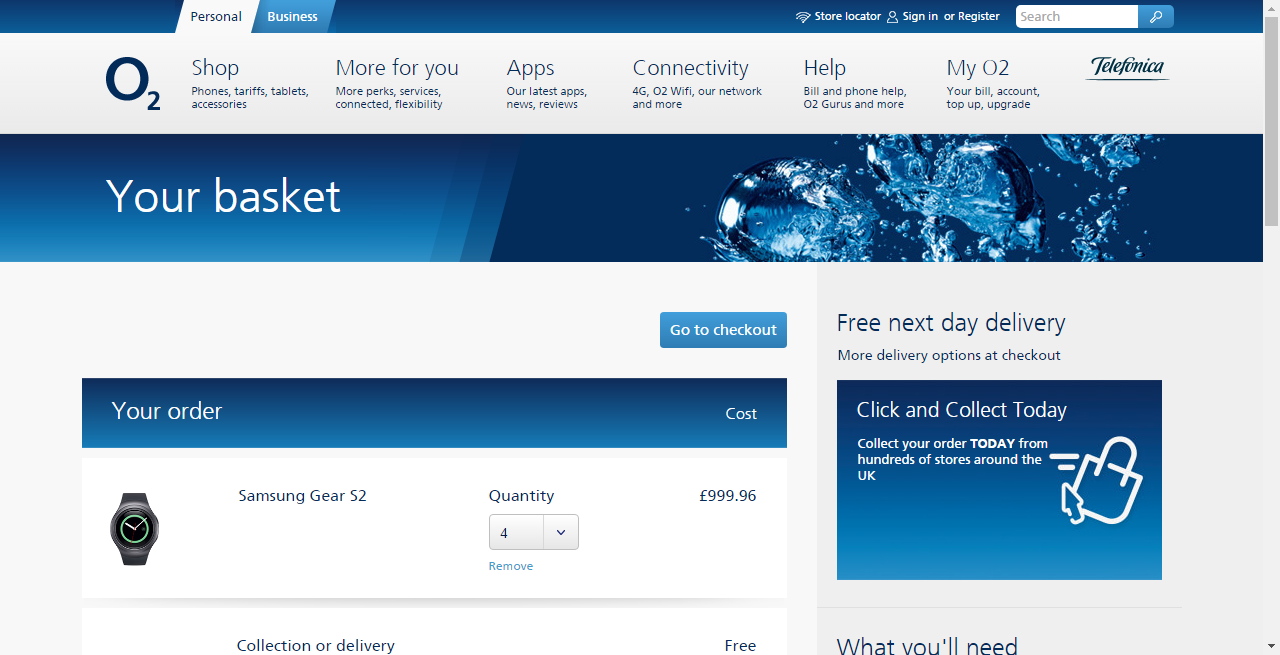 Personal Business
Store locator Sign in or Register Search
O2 Shop More for you Apps Connectivity Help My O2 Telefónica
Phones, tariffs, tablets, More perks, services, Our latest apps, 4G, O2 Wifi, our network Bill and phone help, Your bill, account,
accessories connected, flexibility news, reviews and more O2 Gurus and more top up, upgrade
Your basket
Go to checkout
Your order Cost
Samsung Gear S2 Quantity £999.96
4
Remove
Collection or delivery Free
Free next day delivery
More delivery options at checkout
Click and Collect Today
Collect your order TODAY from
hundreds of stores around the
UK
What you'll need